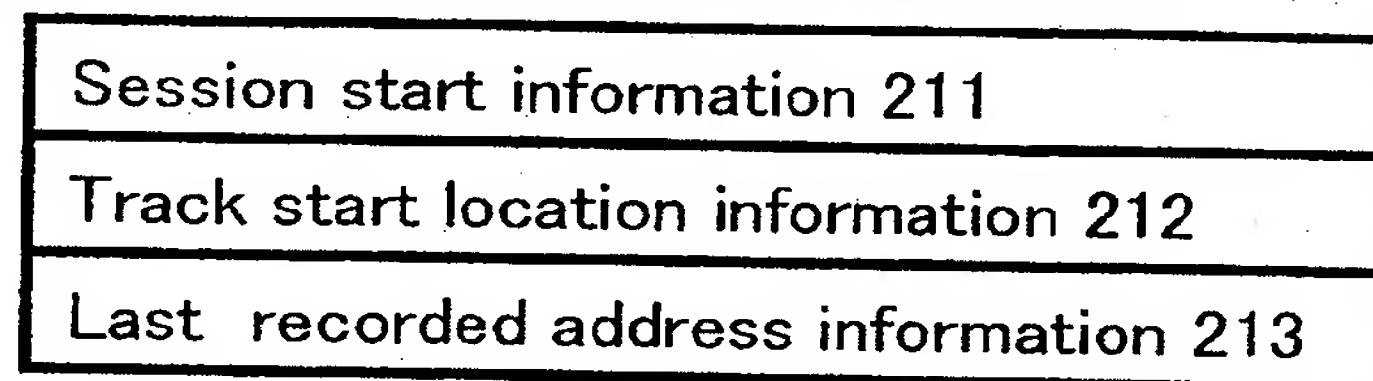 Session start information 211
Track start location information 212
Last recorded address information 213